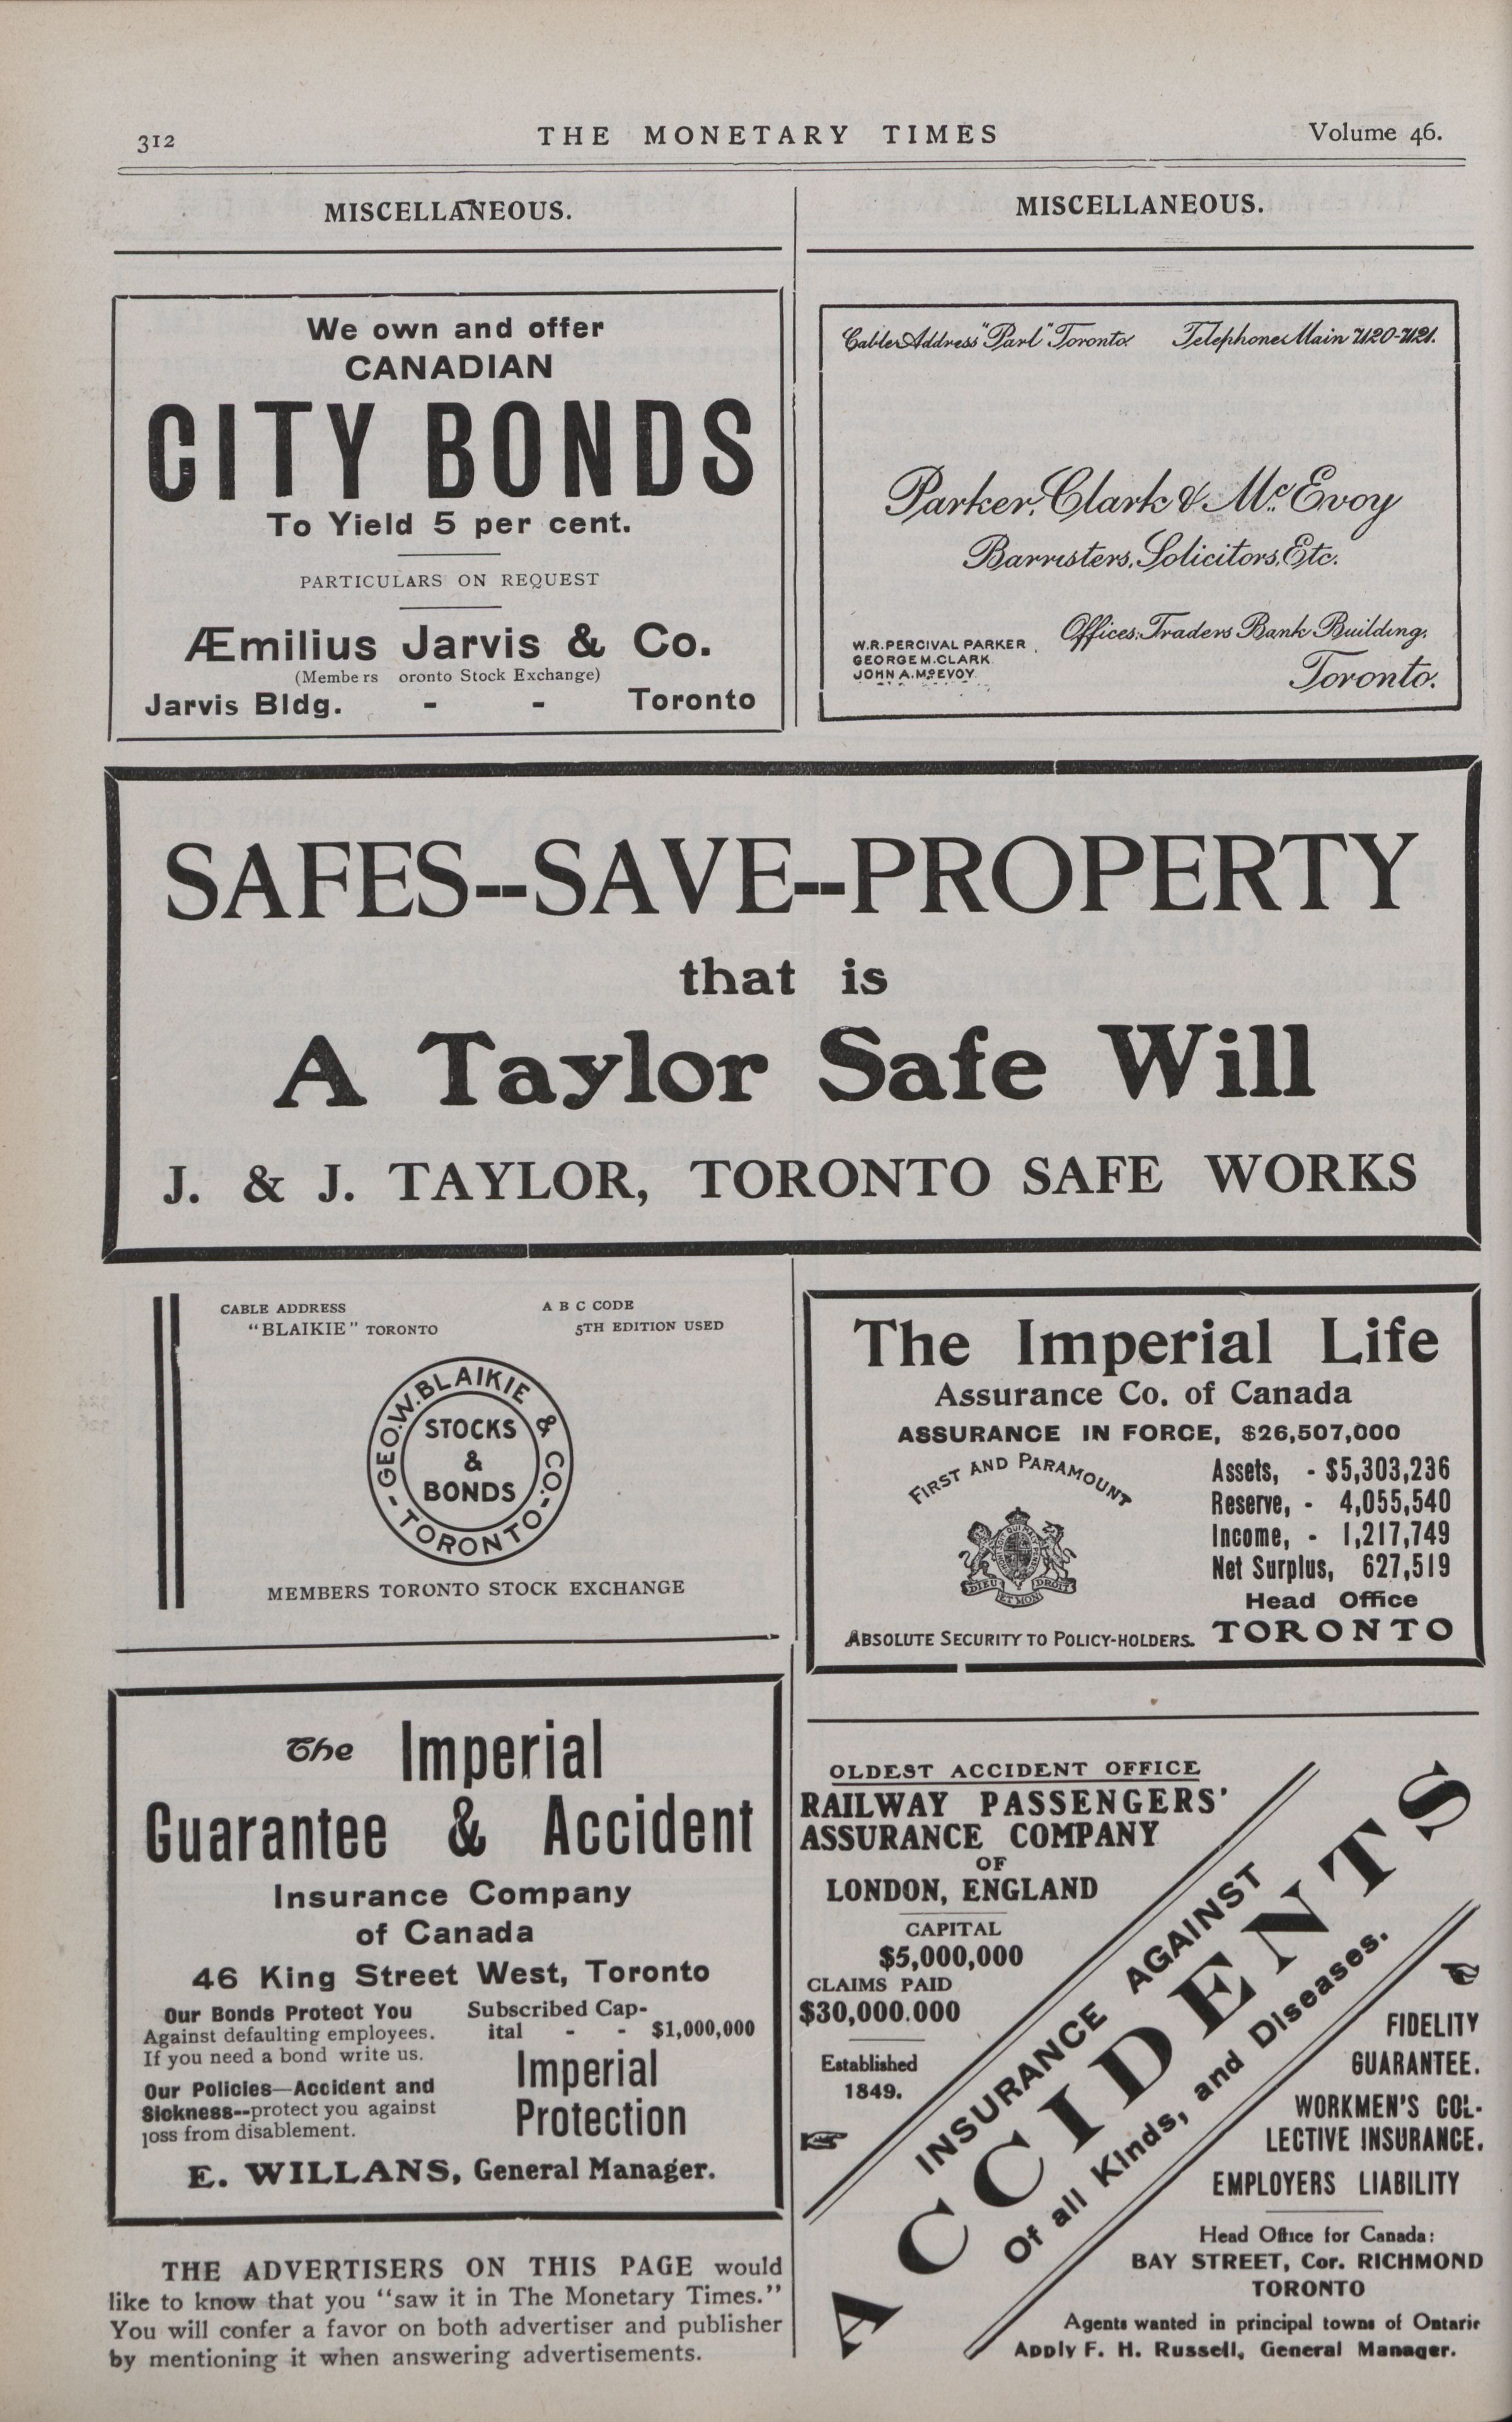 312
THE MONETARY TIMES
Volume 46.
MISCELLANEOUS.
We own and offer
CANADIAN
CITY BONDS
To Yield 5 per cent.
PARTICULARS ON REQUEST
Æmilius Jarvis & Co.
(Members oronto Stock Exchange)
Jarvis Bldg. - - Toronto
MISCELLANEOUS.
Cable Address "Parl" Toronto. Telephones Main 7120-7121.
Parker, Clark & McEvoy
Barristers, Solicitors, Etc.
W.R. PERCIVAL PARKER
GEORGE M. CLARK
JOHN A. McEVOY
Offices: Traders Bank Building,
Toronto.
SAFES--SAVE--PROPERTY
that is
A Taylor Safe Will
J. & J. TAYLOR, TORONTO SAFE WORKS
CABLE ADDRESS
"BLAIKIE" TORONTO
A B C CODE
5TH EDITION USED
GEO. W. BLAIKIE & CO.
-TORONTO-
STOCKS
&
BONDS
MEMBERS TORONTO STOCK EXCHANGE
The Imperial Life
Assurance Co. of Canada
ASSURANCE IN FORCE, $26,507,000
FIRST AND PARAMOUNT
DIEU ET MON DROIT
Assets, - $5,303,236
Reserve, - 4,055,540
Income, - 1,217,749
Net Surplus, 627,519
Head Office
ABSOLUTE SECURITY TO POLICY-HOLDERS. TORONTO
The Imperial
Guarantee & Accident
Insurance Company
of Canada
46 King Street West, Toronto
Our Bonds Protect You
Against defaulting employees.
If you need a bond write us.
Our Policies—Accident and
Sickness--protect you against
loss from disablement.
Subscribed Cap-
ital - - $1,000,000
Imperial
Protection
E. WILLANS, General Manager.
THE ADVERTISERS ON THIS PAGE would
like to know that you "saw it in The Monetary Times."
You will confer a favor on both advertiser and publisher
by mentioning it when answering advertisements.
OLDEST ACCIDENT OFFICE
RAILWAY PASSENGERS'
ASSURANCE COMPANY
OF
LONDON, ENGLAND
CAPITAL
$5,000,000
CLAIMS PAID
$30,000.000
Established
1849.
INSURANCE AGAINST
ACCIDENTS
Of all Kinds, and Diseases.
FIDELITY
GUARANTEE.
WORKMEN'S COL-
LECTIVE INSURANCE.
EMPLOYERS LIABILITY
Head Office for Canada:
BAY STREET, Cor. RICHMOND
TORONTO
Agents wanted in principal towns of Ontario
Apply F. H. Russell, General Manager.